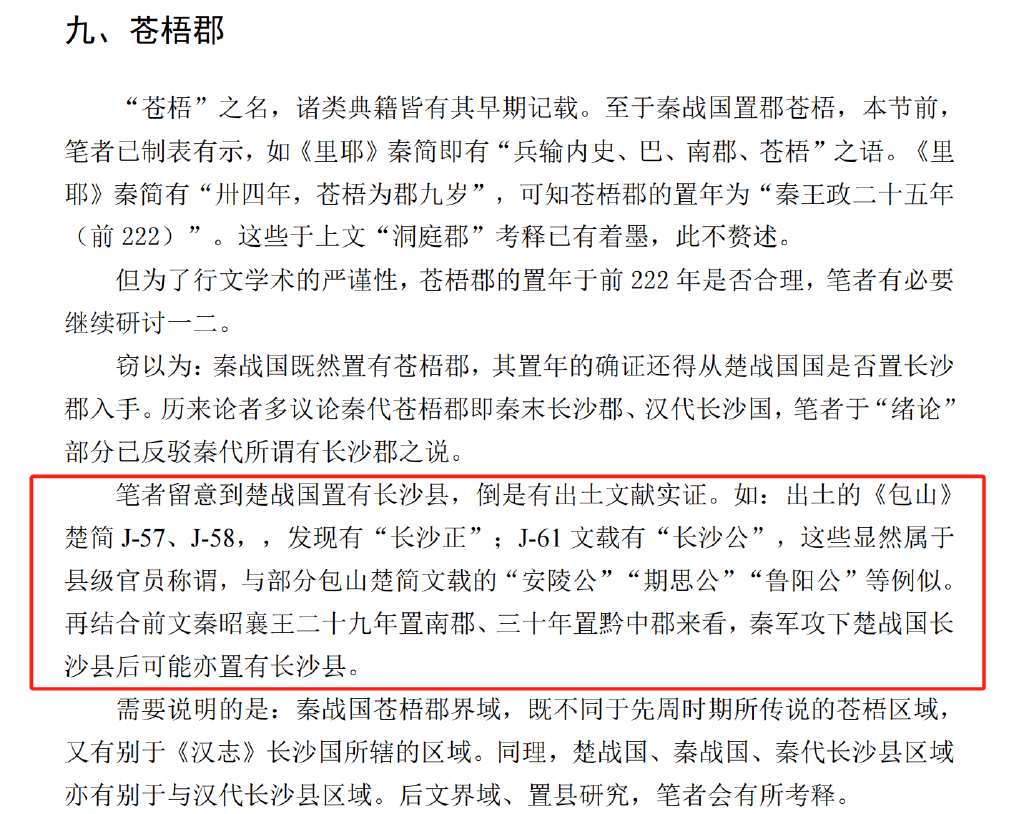 九、苍梧郡
“苍梧”之名，诸类典籍皆有其早期记载。至于秦战国置郡苍梧，本节前，
笔者已制表有示，如《里耶》秦简即有“兵输内史、巴、南郡、苍梧”之语。《里
耶》秦简有“卅四年，苍梧为郡九岁”，可知苍梧郡的置年为“秦王政二十五年
（前 222）”。这些于上文“洞庭郡”考释已有着墨，此不赘述。
但为了行文学术的严谨性，苍梧郡的置年于前 222 年是否合理，笔者有必要
继续研讨一二。
窃以为：秦战国既然置有苍梧郡，其置年的确证还得从楚战国国是否置长沙
郡入手。历来论者多议论秦代苍梧郡即秦末长沙郡、汉代长沙国，笔者于“绪论”
部分已反驳秦代所谓有长沙郡之说。
笔者留意到楚战国置有长沙县，倒是有出土文献实证。如：出土的《包山》
楚简 J-57、J-58，，发现有“长沙正”；J-61 文载有“长沙公”，这些显然属于
县级官员称谓，与部分包山楚简文载的“安陵公”“期思公”“鲁阳公”等例似。
再结合前文秦昭襄王二十九年置南郡、三十年置黔中郡来看，秦军攻下楚战国长
沙县后可能亦置有长沙县。
需要说明的是：秦战国苍梧郡界域，既不同于先周时期所传说的苍梧区域，
又有别于《汉志》长沙国所辖的区域。同理，楚战国、秦战国、秦代长沙县区域
亦有别于与汉代长沙县区域。后文界域、置县研究，笔者会有所考释。